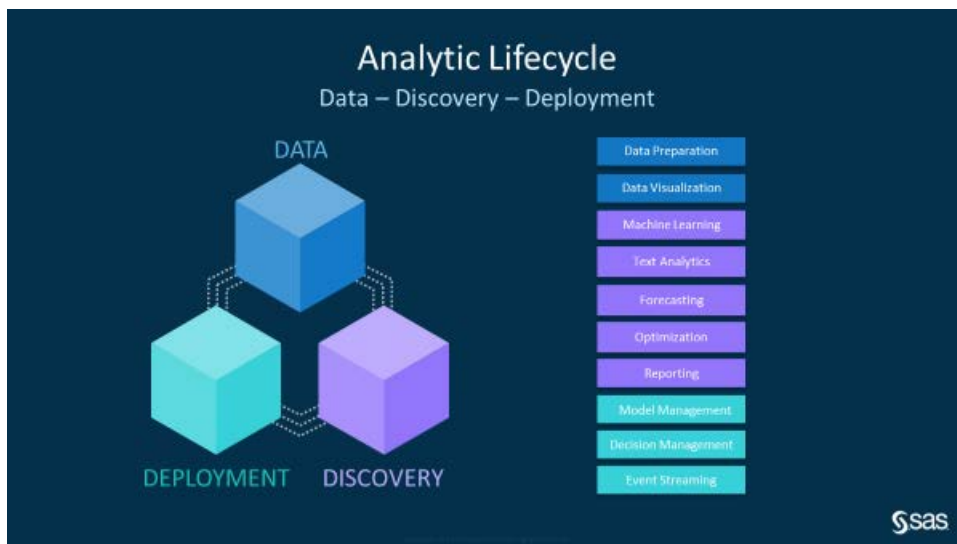 Analytic Lifecycle
Data – Discovery – Deployment
DATA
DEPLOYMENT
DISCOVERY
Data Preparation
Data Visualization
Machine Learning
Text Analytics
Forecasting
Optimization
Reporting
Model Management
Decision Management
Event Streaming
sas